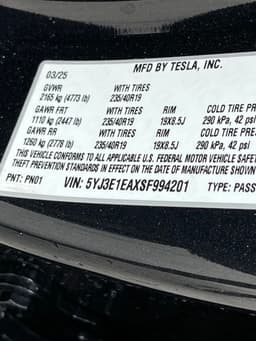 MFD BY TESLA, INC.
03/25
GVWR WITH TIRES
2165 kg (4773 lb) 235/40R19
GAWR FRT WITH TIRES RIM COLD TIRE PRE
1110 kg (2447 lb) 235/40R19 19X8.5J 290 kPa, 42 psi
GAWR RR WITH TIRES RIM COLD TIRE PRES
1260 kg (2778 lb) 235/40R19 19X8.5J 290 kPa, 42 psi
THIS VEHICLE CONFORMS TO ALL APPLICABLE U.S. FEDERAL MOTOR VEHICLE SAFET
THEFT PREVENTION STANDARDS IN EFFECT ON THE DATE OF MANUFACTURE SHOWN
PNT: PN01 VIN: 5YJ3E1EAXSF994201 TYPE: PASS